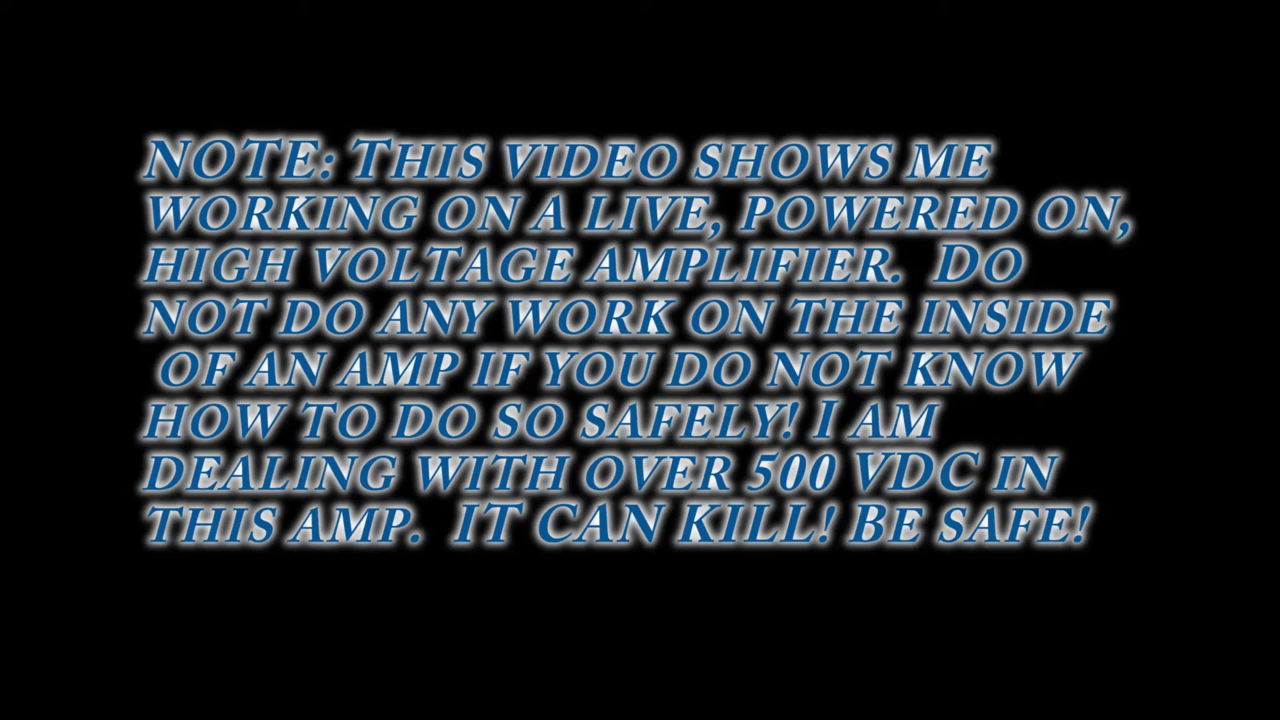 NOTE: THIS VIDEO SHOWS ME
WORKING ON A LIVE, POWERED ON,
HIGH VOLTAGE AMPLIFIER. DO
NOT DO ANY WORK ON THE INSIDE
OF AN AMP IF YOU DO NOT KNOW
HOW TO DO SO SAFELY! I AM
DEALING WITH OVER 500 VDC IN
THIS AMP. IT CAN KILL! BE SAFE!